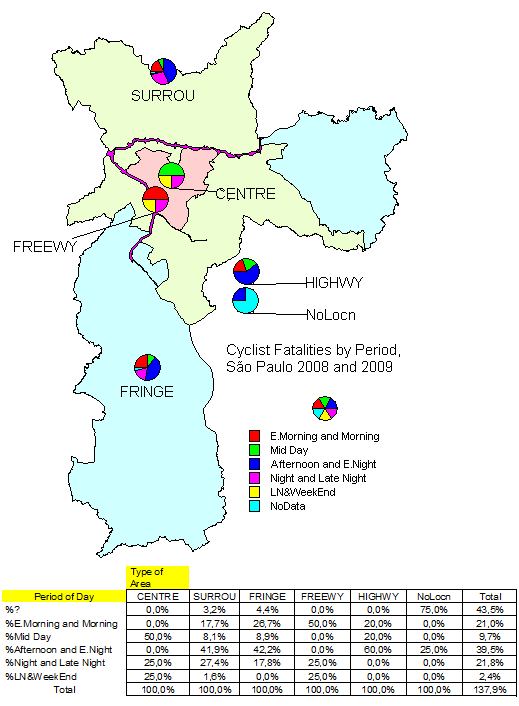 SURROU
CENTRE
FREEWY
HIGHWY
NoLocn
Cyclist Fatalities by Period,
São Paulo 2008 and 2009
FRINGE
E.Morning and Morning
Mid Day
Afternoon and E.Night
Night and Late Night
LN&WeekEnd
NoData
Type of
Area
Period of Day CENTRE SURROU FRINGE FREEWY HIGHWY NoLocn Total
%? 0,0% 3,2% 4,4% 0,0% 0,0% 75,0% 43,5%
%E.Morning and Morning 0,0% 17,7% 26,7% 50,0% 20,0% 0,0% 21,0%
%Mid Day 50,0% 8,1% 8,9% 0,0% 20,0% 0,0% 9,7%
%Afternoon and E.Night 0,0% 41,9% 42,2% 0,0% 60,0% 25,0% 39,5%
%Night and Late Night 25,0% 27,4% 17,8% 25,0% 0,0% 0,0% 21,8%
%LN&WeekEnd 25,0% 1,6% 0,0% 25,0% 0,0% 0,0% 2,4%
Total 100,0% 100,0% 100,0% 100,0% 100,0% 100,0% 137,9%